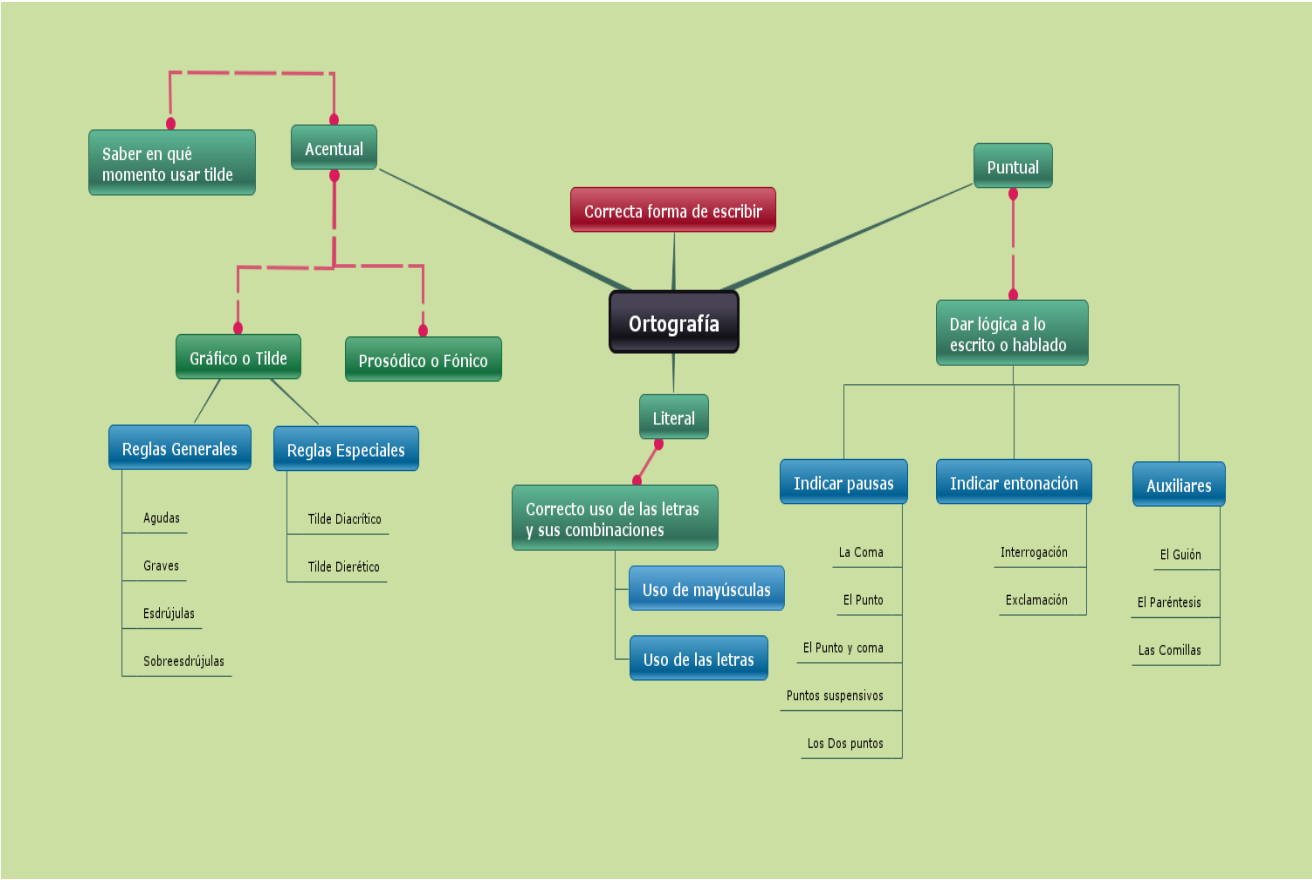 Saber en qué
momento usar tilde
Acentual
Puntual
Correcta forma de escribir
Ortografía
Gráfico o Tilde
Prosódico o Fónico
Reglas Generales
Agudas
Graves
Esdrújulas
Sobreesdrújulas
Reglas Especiales
Tilde Diacrítico
Tilde Dierético
Literal
Correcto uso de las letras
y sus combinaciones
Uso de mayúsculas
Uso de las letras
Dar lógica a lo
escrito o hablado
Indicar pausas
La Coma
El Punto
El Punto y coma
Puntos suspensivos
Los Dos puntos
Indicar entonación
Interrogación
Exclamación
Auxiliares
El Guión
El Paréntesis
Las Comillas